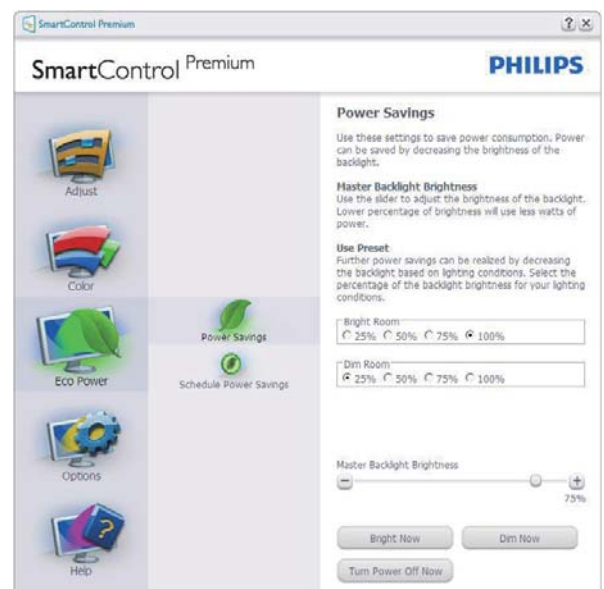 SmartControl Premium
SmartControl Premium
PHILIPS
Adjust
Color
Eco Power
Options
Help
Power Savings
Schedule Power Savings
Power Savings
Use these settings to save power consumption. Power
can be saved by decreasing the brightness of the
backlight.
Master Backlight Brightness
Use the slider to adjust the brightness of the backlight.
Lower percentage of brightness will use less watts of
power.
Use Preset
Further power savings can be realized by decreasing
the backlight based on lighting conditions. Select the
percentage of the backlight brightness for your lighting
conditions.
Bright Room
25% 50% 75% 100%
Dim Room
25% 50% 75% 100%
Master Backlight Brightness
75%
Bright Now Dim Now
Turn Power Off Now